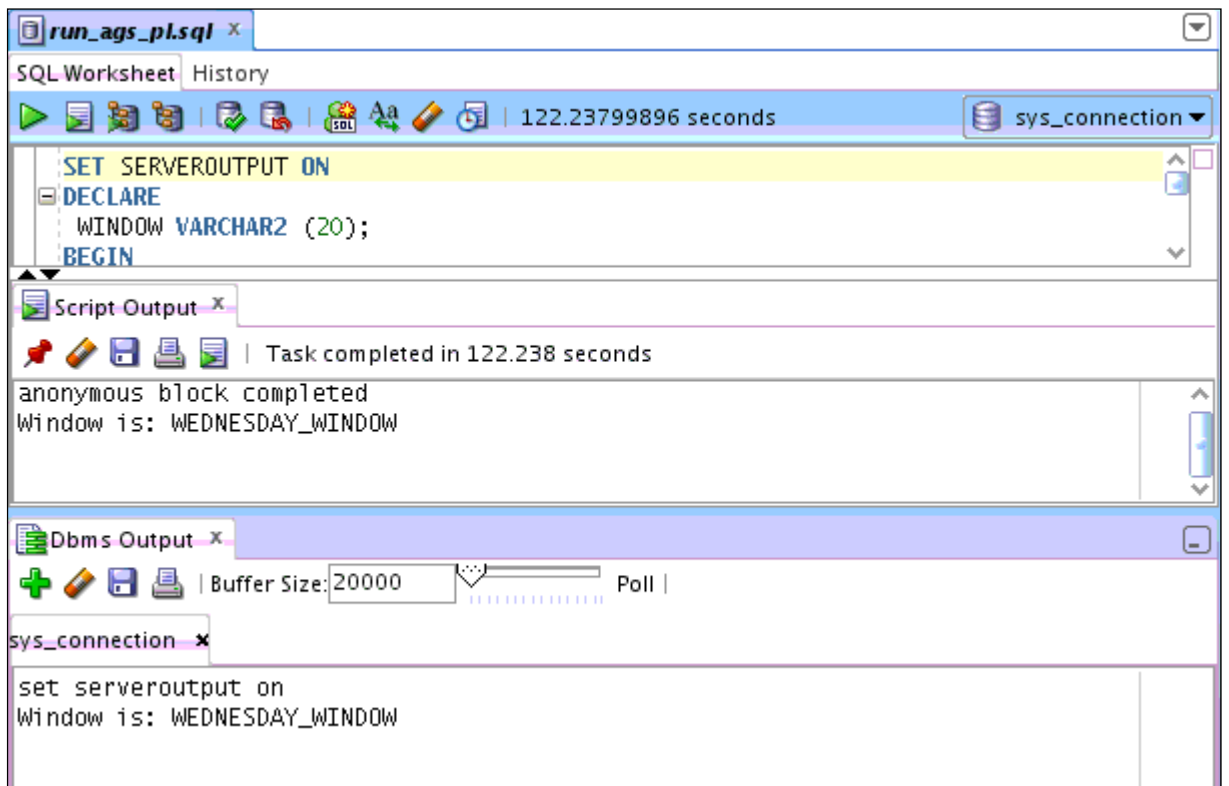 run_ags_pl.sql x
SQL Worksheet History
SQL Aa 122.23799896 seconds sys_connection
SET SERVEROUTPUT ON
DECLARE
WINDOW VARCHAR2 (20);
BEGIN
Script Output x
Task completed in 122.238 seconds
anonymous block completed
Window is: WEDNESDAY_WINDOW
Dbms Output x
Buffer Size: 20000 Poll
sys_connection x
set serveroutput on
Window is: WEDNESDAY_WINDOW